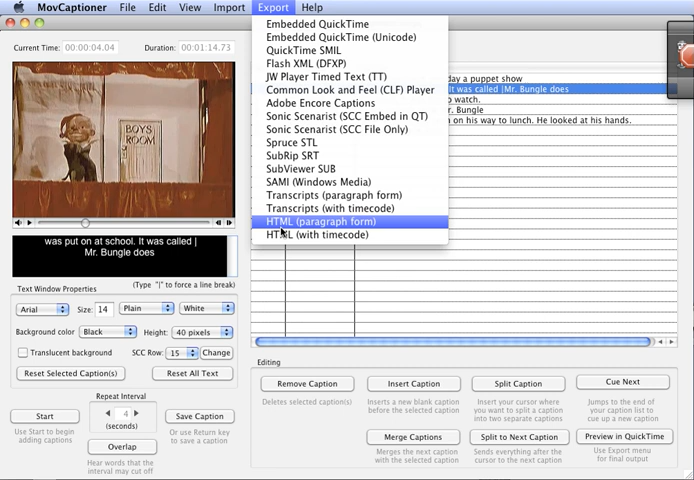 MovCaptioner File Edit View Import Export Help
Current Time: 00:00:04.04 Duration: 00:01:14.73
Embedded QuickTime
Embedded QuickTime (Unicode)
QuickTime SMIL
Flash XML (DFXP)
JW Player Timed Text (TT)
Common Look and Feel (CLF) Player
Adobe Encore Captions
Sonic Scenarist (SCC Embed in QT)
Sonic Scenarist (SCC File Only)
Spruce STL
SubRip SRT
SubViewer SUB
SAMI (Windows Media)
Transcripts (paragraph form)
Transcripts (with timecode)
HTML (paragraph form)
HTML (with timecode)
day a puppet show
It was called |Mr. Bungle does
o watch.
r. Bungle
n on his way to lunch. He looked at his hands.
BOYS
ROOM
was put on at school. It was called |
Mr. Bungle does
(Type "|" to force a line break)
Text Window Properties
Arial Size: 14 Plain White
Background color Black Height: 40 pixels
Translucent background SCC Row: 15 Change
Reset Selected Caption(s) Reset All Text
Start
Use Start to begin
adding captions
Repeat Interval
4
(seconds)
Overlap
Hear words that the
interval may cut off
Save Caption
Or use Return key
to save a caption
Editing
Remove Caption
Deletes selected caption(s)
Insert Caption
Inserts a new blank caption
before the selected caption
Split Caption
Insert your cursor where
you want to split a caption
into two separate captions
Cue Next
Jumps to the end of
your caption list to
cue up a new caption
Merge Captions
Merges the next caption
with the selected caption
Split to Next Caption
Sends everything after the
cursor to the next caption
Preview in QuickTime
Use Export menu
for final output